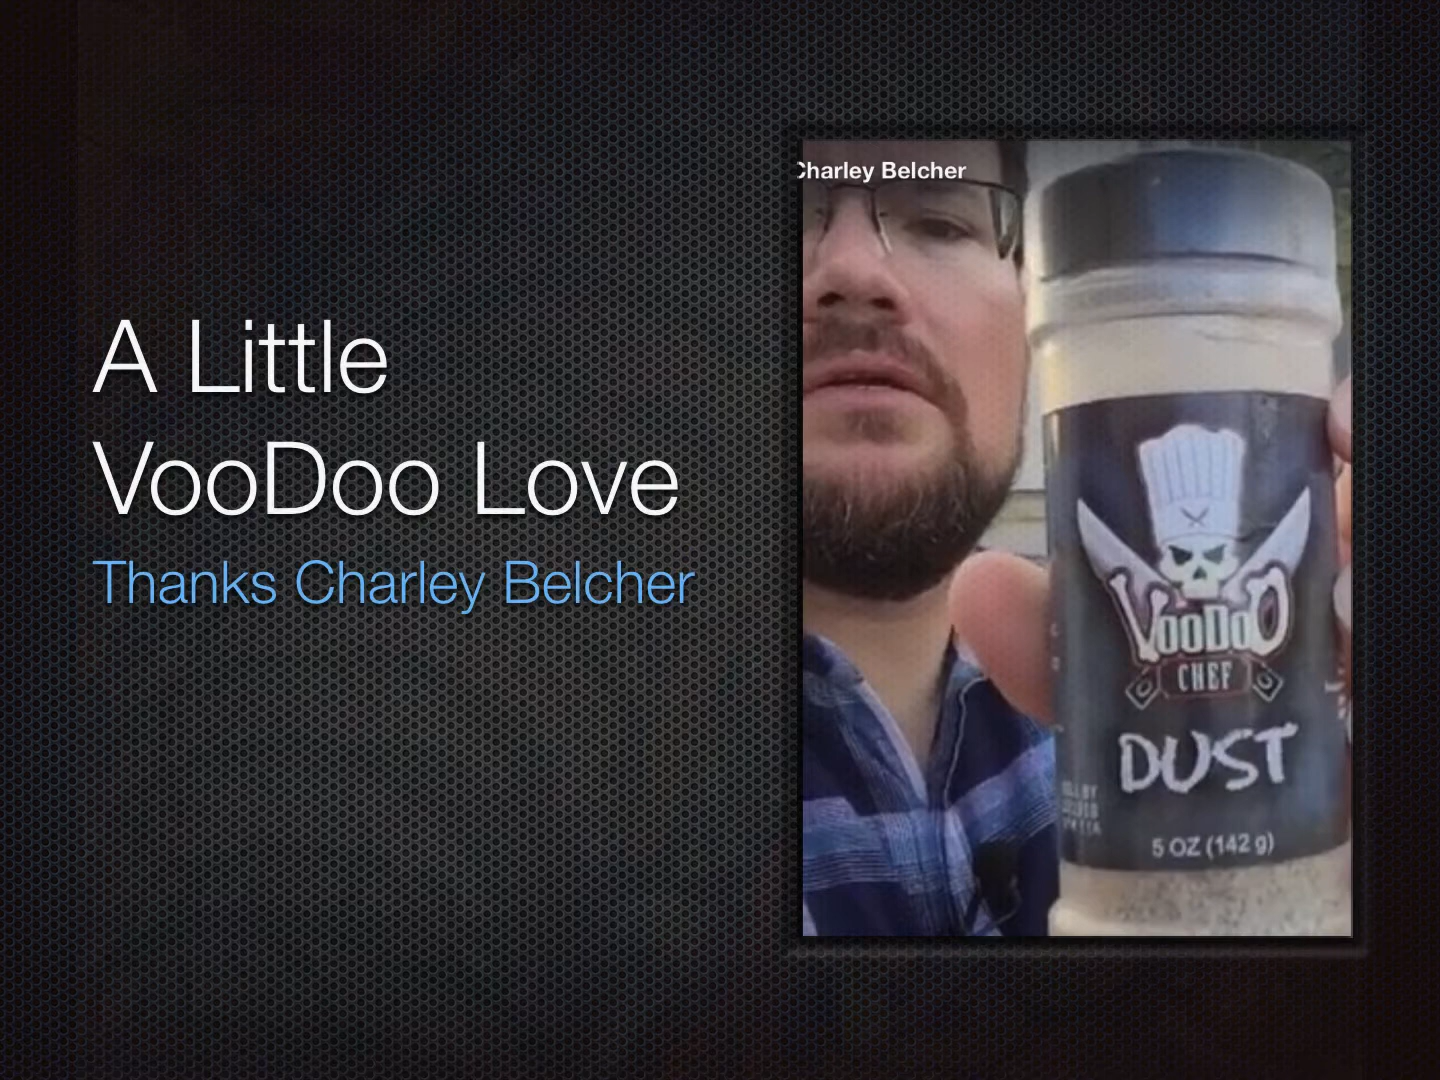 A Little
VooDoo Love
Thanks Charley Belcher
Charley Belcher
VooDoo
CHEF
DUST
5 OZ (142 g)